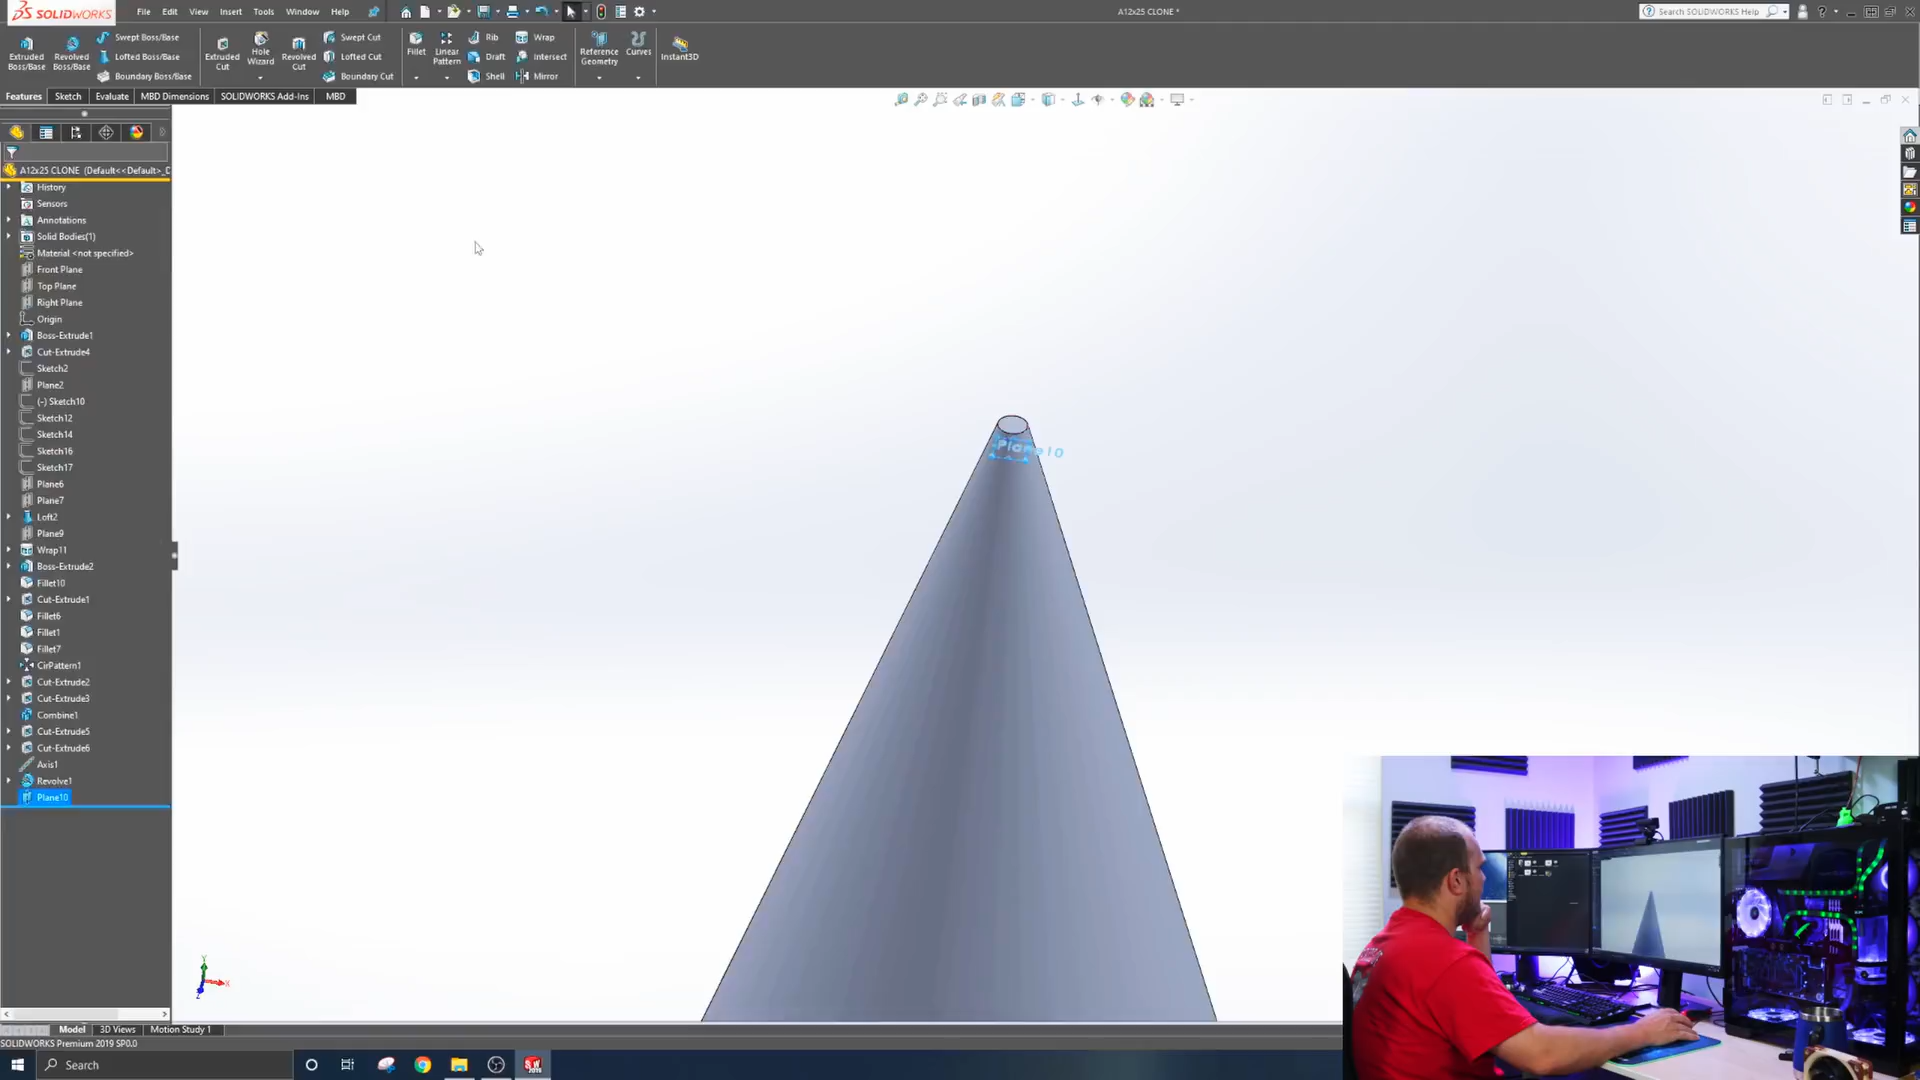 SOLIDWORKS
File Edit View Insert Tools Window Help
A12x25 CLONE *
Search SOLIDWORKS Help
Extruded Boss/Base
Revolved Boss/Base
Swept Boss/Base
Lofted Boss/Base
Boundary Boss/Base
Extruded Cut
Hole Wizard
Revolved Cut
Swept Cut
Lofted Cut
Boundary Cut
Fillet
Linear Pattern
Rib
Draft
Shell
Wrap
Intersect
Mirror
Reference Geometry
Curves
Instant3D
Features Sketch Evaluate MBD Dimensions SOLIDWORKS Add-Ins MBD
A12x25 CLONE (Default<<Default>_D
History
Sensors
Annotations
Solid Bodies(1)
Material <not specified>
Front Plane
Top Plane
Right Plane
Origin
Boss-Extrude1
Cut-Extrude4
Sketch2
Plane2
(-) Sketch10
Sketch12
Sketch14
Sketch16
Sketch17
Plane6
Plane7
Loft2
Plane9
Wrap11
Boss-Extrude2
Fillet10
Cut-Extrude1
Fillet6
Fillet1
Fillet7
CirPattern1
Cut-Extrude2
Cut-Extrude3
Combine1
Cut-Extrude5
Cut-Extrude6
Axis1
Revolve1
Plane10
Plane10
Y
X
Z
Model 3D Views Motion Study 1
SOLIDWORKS Premium 2019 SP0.0
Search